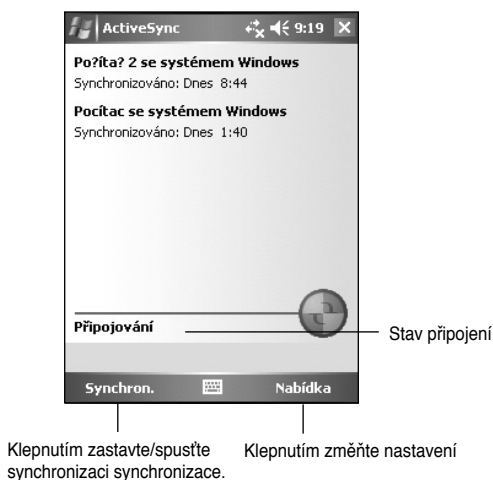 ActiveSync 9:19
Po?íta? 2 se systémem Windows
Synchronizováno: Dnes 8:44
Pocítac se systémem Windows
Synchronizováno: Dnes 1:40
Připojování
Stav připojení
Synchron. Nabídka
Klepnutím zastavte/spusťte
synchronizaci synchronizace.
Klepnutím změňte nastavení